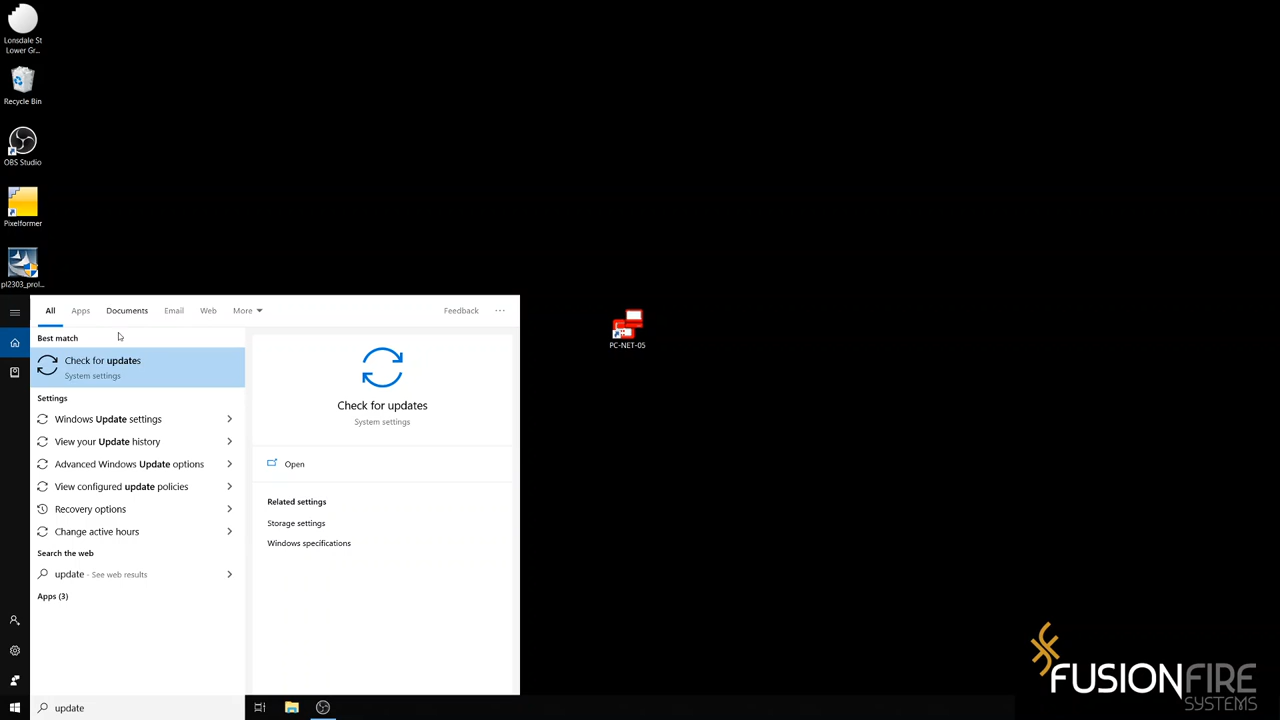 Lonsdale St
Lower Gr...
Recycle Bin
OBS Studio
Pixelformer
pl2303_prol...
All Apps Documents Email Web More Feedback ...
Best match
Check for updates
System settings
Settings
Windows Update settings
View your Update history
Advanced Windows Update options
View configured update policies
Recovery options
Change active hours
Search the web
update - See web results
Apps (3)
Check for updates
System settings
Open
Related settings
Storage settings
Windows specifications
PC-NET-05
FUSIONFIRE
SYSTEMS
update